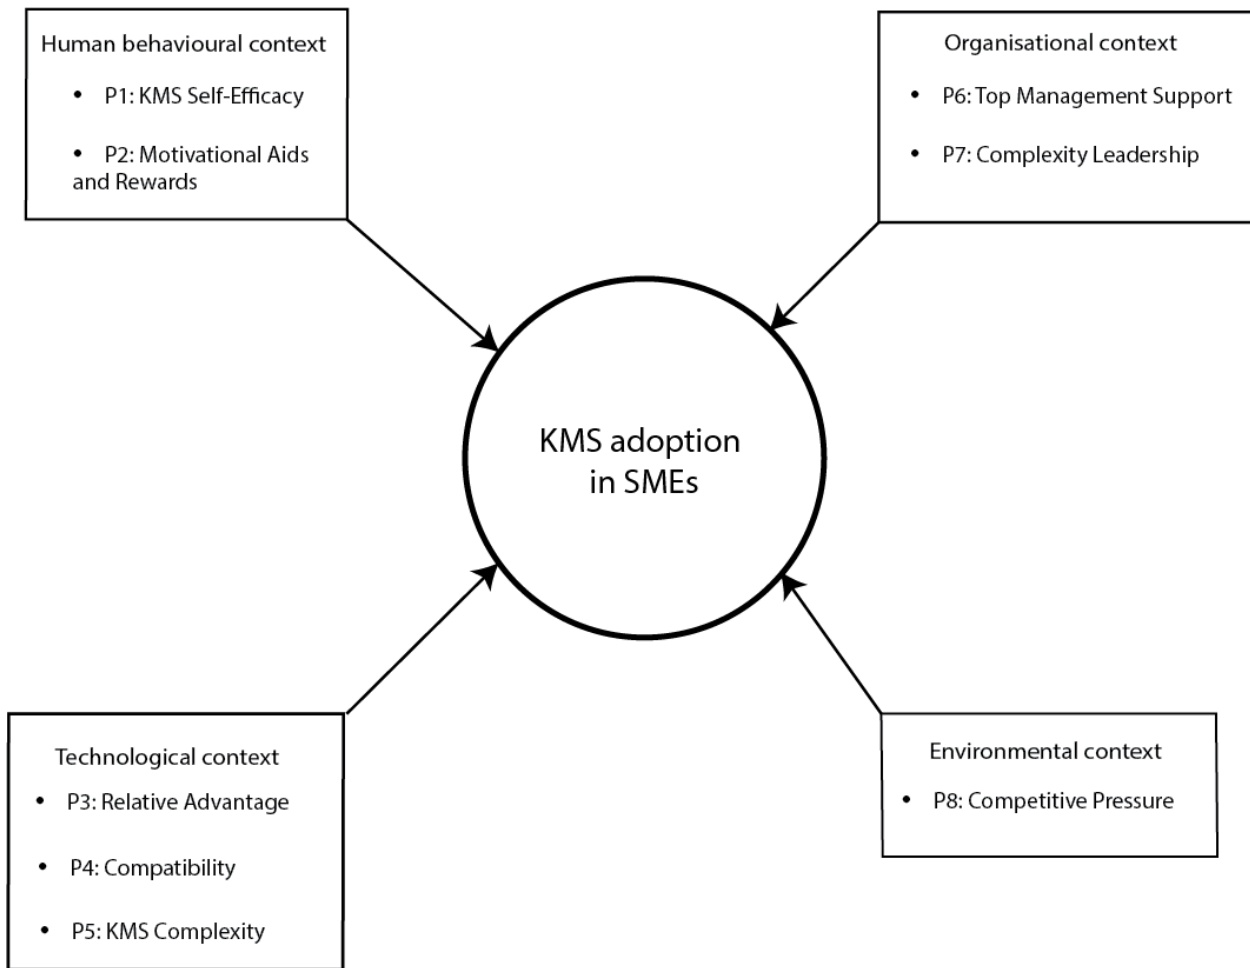 Human behavioural context
• P1: KMS Self-Efficacy
• P2: Motivational Aids
and Rewards
Organisational context
• P6: Top Management Support
• P7: Complexity Leadership
KMS adoption
in SMEs
Technological context
• P3: Relative Advantage
• P4: Compatibility
• P5: KMS Complexity
Environmental context
• P8: Competitive Pressure